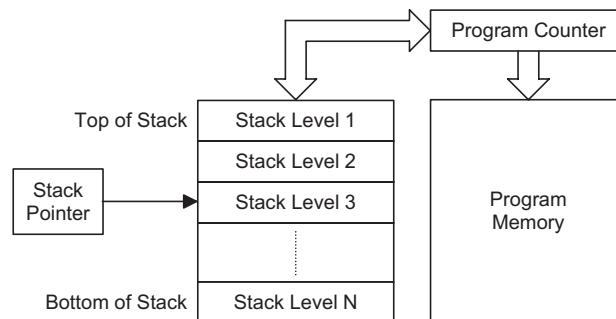 Program Counter
Top of Stack
Stack Level 1
Stack Level 2
Stack
Pointer
Stack Level 3
Program
Memory
Bottom of Stack
Stack Level N